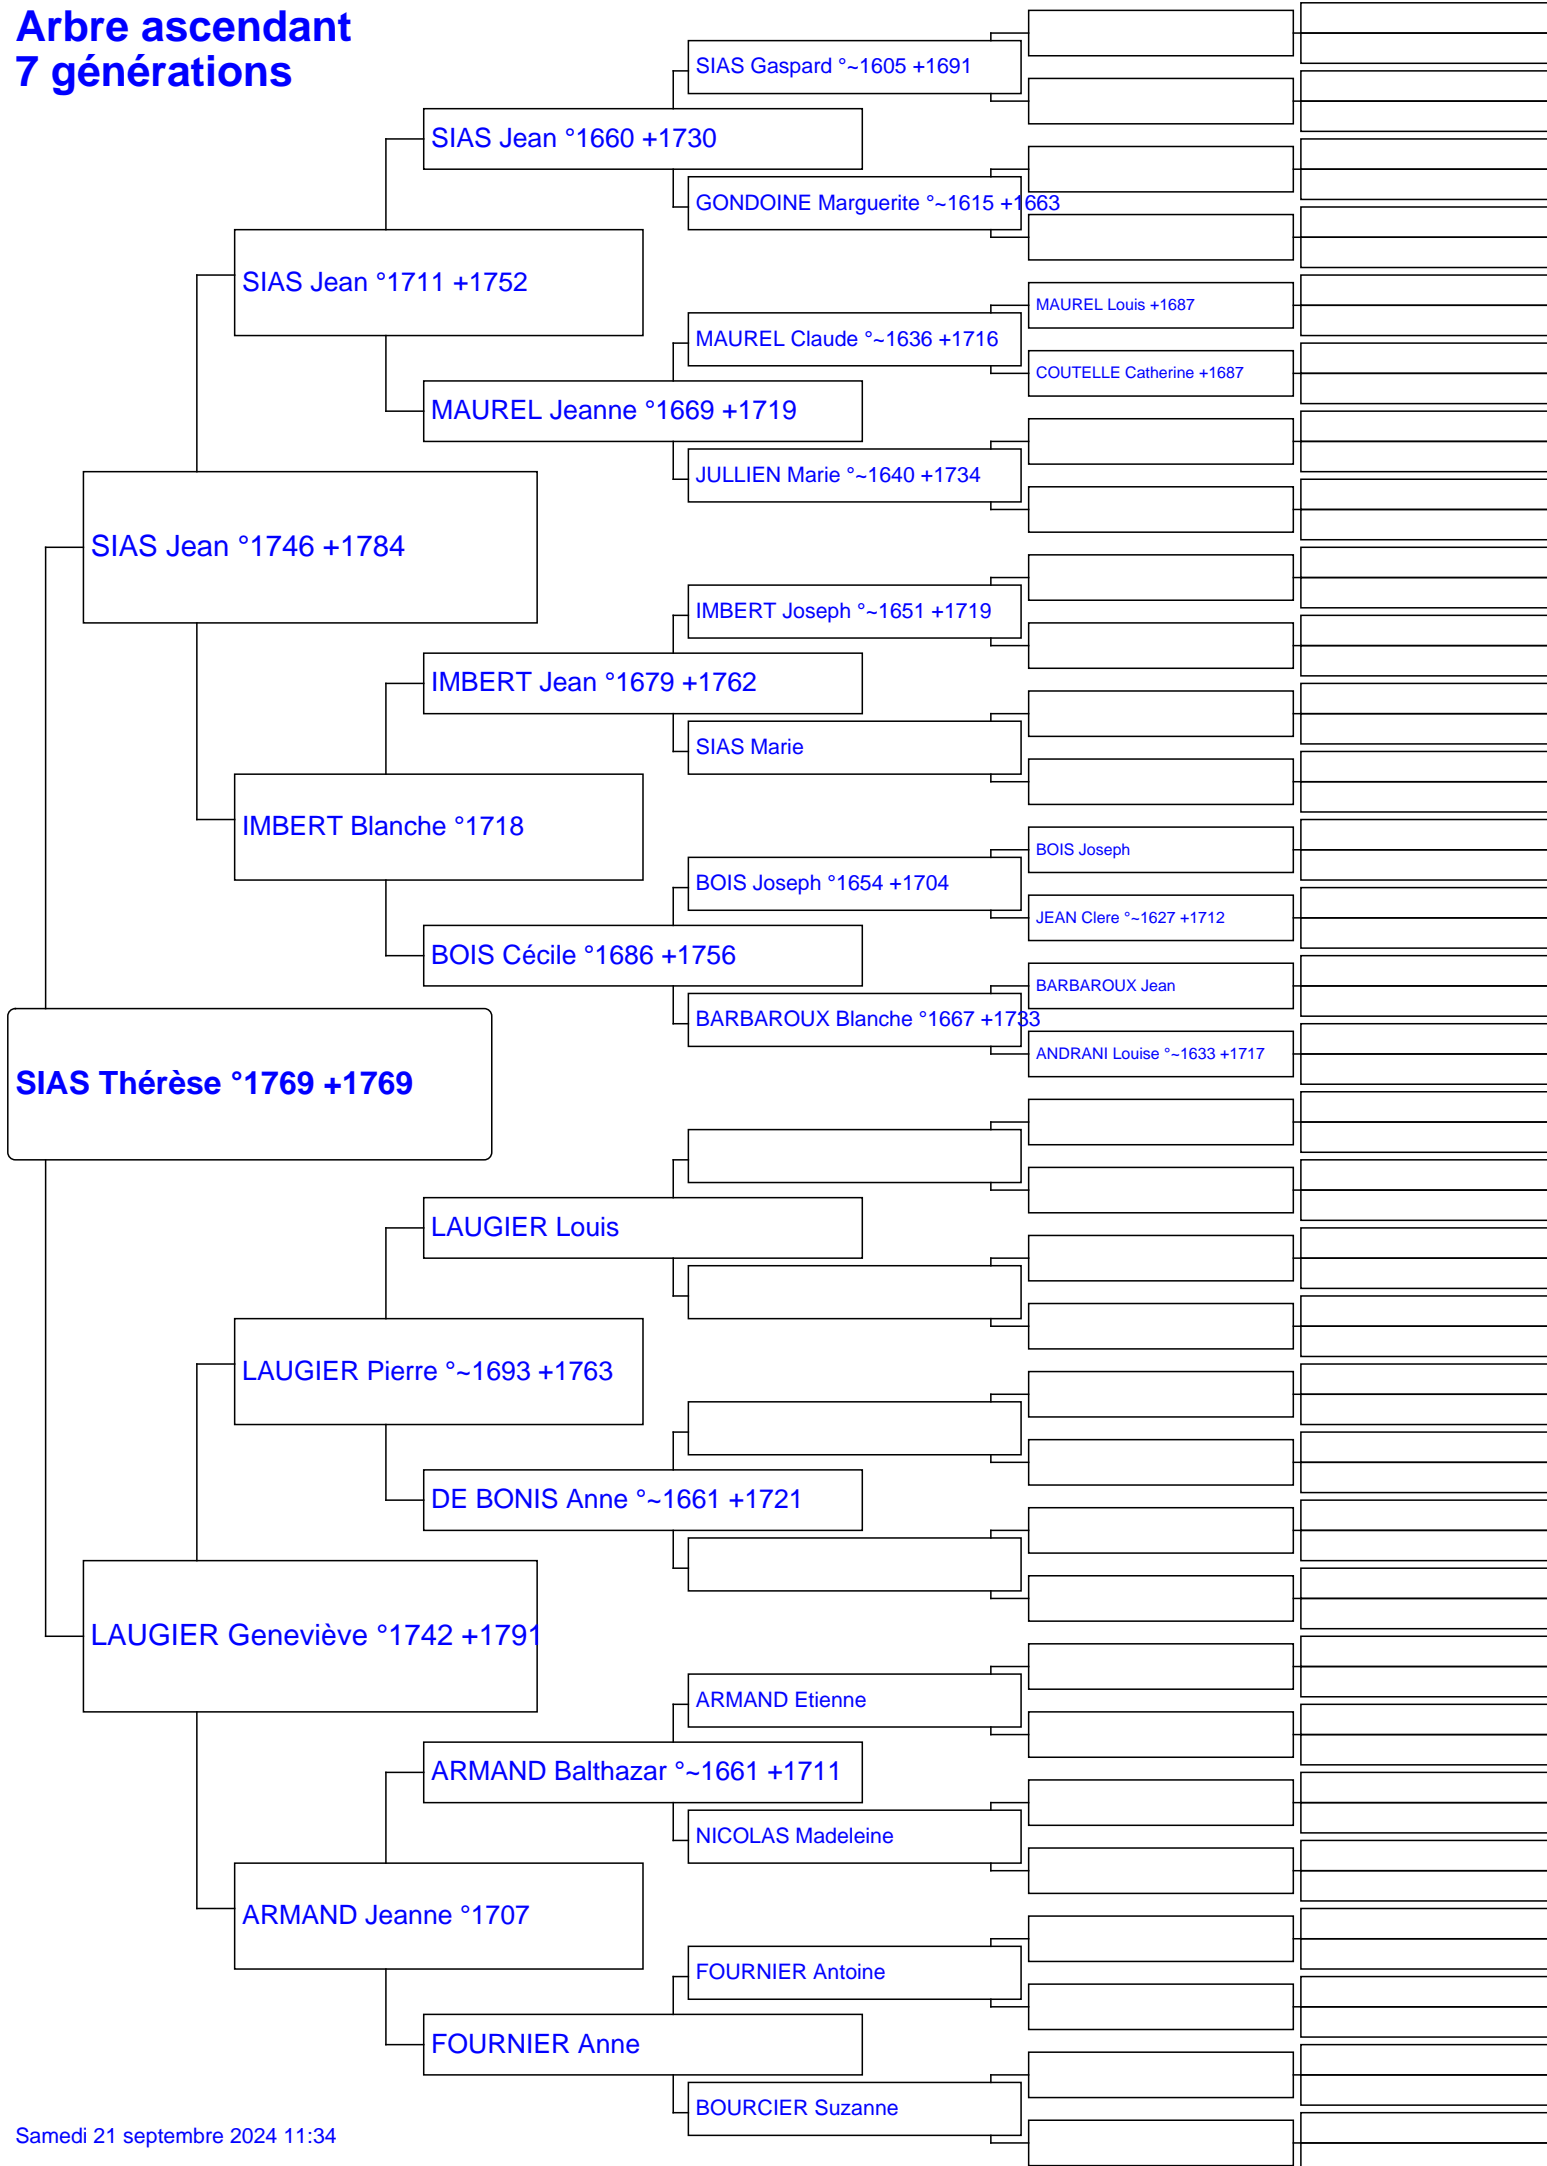 Arbre ascendant
7 générations
SIAS Gaspard °~1605 +1691
SIAS Jean °1660 +1730
GONDOINE Marguerite °~1615 +1663
SIAS Jean °1711 +1752
MAUREL Louis +1687
MAUREL Claude °~1636 +1716
COUTELLE Catherine +1687
MAUREL Jeanne °1669 +1719
JULLIEN Marie °~1640 +1734
SIAS Jean °1746 +1784
IMBERT Joseph °~1651 +1719
IMBERT Jean °1679 +1762
SIAS Marie
IMBERT Blanche °1718
BOIS Joseph
BOIS Joseph °1654 +1704
JEAN Clere °~1627 +1712
BOIS Cécile °1686 +1756
BARBAROUX Jean
BARBAROUX Blanche °1667 +1733
ANDRANI Louise °~1633 +1717
SIAS Thérèse °1769 +1769
LAUGIER Louis
LAUGIER Pierre °~1693 +1763
DE BONIS Anne °~1661 +1721
LAUGIER Geneviève °1742 +1791
ARMAND Etienne
ARMAND Balthazar °~1661 +1711
NICOLAS Madeleine
ARMAND Jeanne °1707
FOURNIER Antoine
FOURNIER Anne
BOURCIER Suzanne
Samedi 21 septembre 2024 11:34